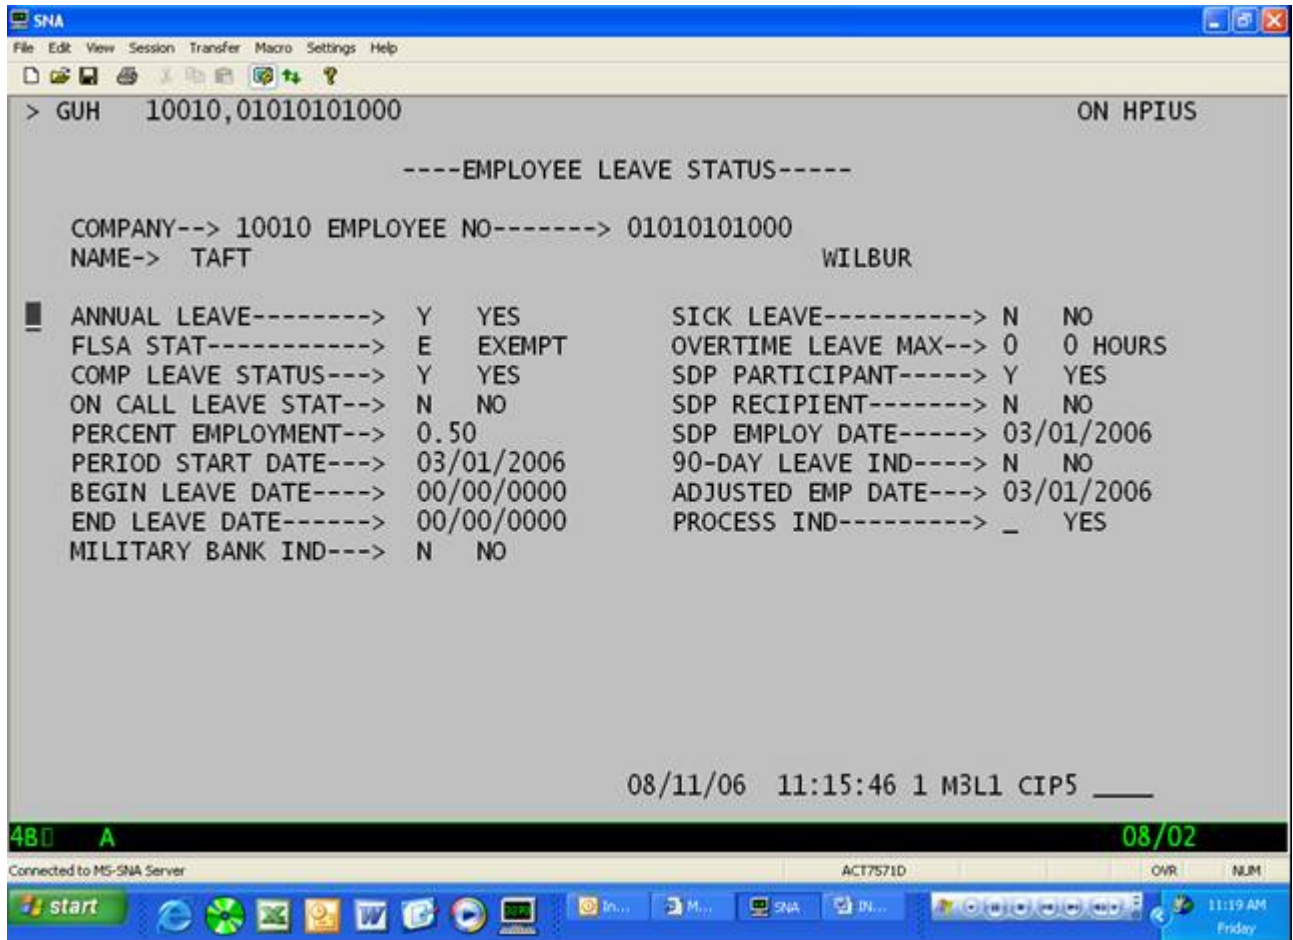 SNA
File Edit View Session Transfer Macro Settings Help
> GUH 10010,01010101000 ON HPIUS
----EMPLOYEE LEAVE STATUS-----
COMPANY--> 10010 EMPLOYEE NO-------> 01010101000
NAME-> TAFT WILBUR
ANNUAL LEAVE--------> Y YES SICK LEAVE----------> N NO
FLSA STAT-----------> E EXEMPT OVERTIME LEAVE MAX--> 0 0 HOURS
COMP LEAVE STATUS---> Y YES SDP PARTICIPANT-----> Y YES
ON CALL LEAVE STAT--> N NO SDP RECIPIENT-------> N NO
PERCENT EMPLOYMENT--> 0.50 SDP EMPLOY DATE-----> 03/01/2006
PERIOD START DATE---> 03/01/2006 90-DAY LEAVE IND----> N NO
BEGIN LEAVE DATE----> 00/00/0000 ADJUSTED EMP DATE---> 03/01/2006
END LEAVE DATE------> 00/00/0000 PROCESS IND---------> _ YES
MILITARY BANK IND---> N NO
08/11/06 11:15:46 1 M3L1 CIP5 ____
4B A 08/02
Connected to MS-SNA Server ACT7571D OVR NUM
start In... M... SNA IN... 11:19 AM
Friday